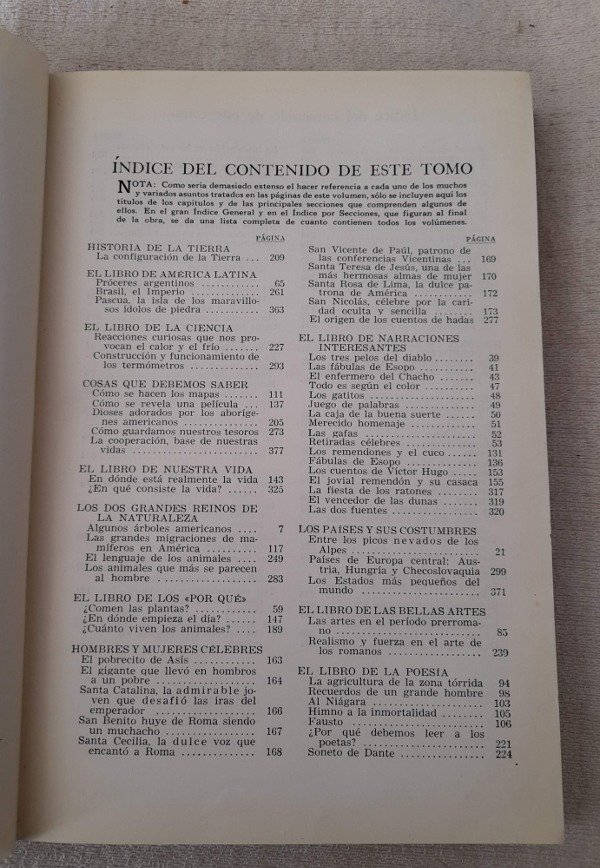 ÍNDICE DEL CONTENIDO DE ESTE TOMO
NOTA: Como sería demasiado extenso el hacer referencia a cada uno de los muchos
y variados asuntos tratados en las páginas de este volumen, sólo se incluyen aquí los
títulos de los capítulos y de las principales secciones que comprenden algunos de
ellos. En el gran Índice General y en el Índice por Secciones, que figuran al final
de la obra, se da una lista completa de cuanto contienen todos los volúmenes.
PÁGINA
HISTORIA DE LA TIERRA
La configuración de la Tierra ... 209
EL LIBRO DE AMÉRICA LATINA
Próceres argentinos ............. 65
Brasil, el Imperio ............... 261
Pascua, la isla de los maravillo-
sos ídolos de piedra ........... 363
EL LIBRO DE LA CIENCIA
Reacciones curiosas que nos pro-
vocan el calor y el frío ........ 227
Construcción y funcionamiento de
los termómetros ............... 293
COSAS QUE DEBEMOS SABER
Cómo se hacen los mapas ....... 111
Cómo se revela una película .... 137
Dioses adorados por los aboríge-
nes americanos ................ 205
Cómo guardamos nuestros tesoros 273
La cooperación, base de nuestras
vidas .......................... 377
EL LIBRO DE NUESTRA VIDA
En dónde está realmente la vida 143
¿En qué consiste la vida? ...... 325
LOS DOS GRANDES REINOS DE
LA NATURALEZA
Algunos árboles americanos .... 7
Las grandes migraciones de ma-
míferos en América ............ 117
El lenguaje de los animales ..... 249
Los animales que más se parecen
al hombre ..................... 283
EL LIBRO DE LOS «POR QUÉ»
¿Comen las plantas? ............ 59
¿En dónde empieza el día? ...... 147
¿Cuánto viven los animales? .... 189
HOMBRES Y MUJERES CÉLEBRES
El pobrecito de Asís ............ 163
El gigante que llevó en hombros
a un pobre .................... 164
Santa Catalina, la admirable jo-
ven que desafió las iras del
emperador ..................... 166
San Benito huye de Roma siendo
un muchacho .................. 167
Santa Cecilia, la dulce voz que
encantó a Roma ............... 168
PÁGINA
San Vicente de Paúl, patrono de
las conferencias Vicentinas ... 169
Santa Teresa de Jesús, una de las
más hermosas almas de mujer 170
Santa Rosa de Lima, la dulce pa-
trona de América ............. 172
San Nicolás, célebre por la cari-
dad oculta y sencilla .......... 173
El origen de los cuentos de hadas 277
EL LIBRO DE NARRACIONES
INTERESANTES
Los tres pelos del diablo ........ 39
Las fábulas de Esopo ........... 41
El enfermero del Chacho ........ 43
Todo es según el color .......... 47
Los gatitos ...................... 48
Juego de palabras ............... 49
La caja de la buena suerte ...... 50
Merecido homenaje .............. 51
Las gafas ........................ 52
Retiradas célebres ............... 53
Los remendones y el cuco ....... 131
Fábulas de Esopo ............... 136
Los cuentos de Víctor Hugo .... 153
El jovial remendón y su casaca 155
La fiesta de los ratones ......... 317
El vencedor de las dunas ....... 319
Las dos fuentes ................. 320
LOS PAÍSES Y SUS COSTUMBRES
Entre los picos nevados de los
Alpes ......................... 21
Países de Europa central: Aus-
tria, Hungría y Checoslovaquia 299
Los Estados más pequeños del
mundo ........................ 371
EL LIBRO DE LAS BELLAS ARTES
Las artes en el período prerroma-
no ............................ 85
Realismo y fuerza en el arte de
los romanos ................... 239
EL LIBRO DE LA POESÍA
La agricultura de la zona tórrida 94
Recuerdos de un grande hombre 98
Al Niágara ...................... 103
Himno a la inmortalidad ........ 105
Fausto .......................... 106
¿Por qué debemos leer a los
poetas? ....................... 221
Soneto de Dante ................ 224